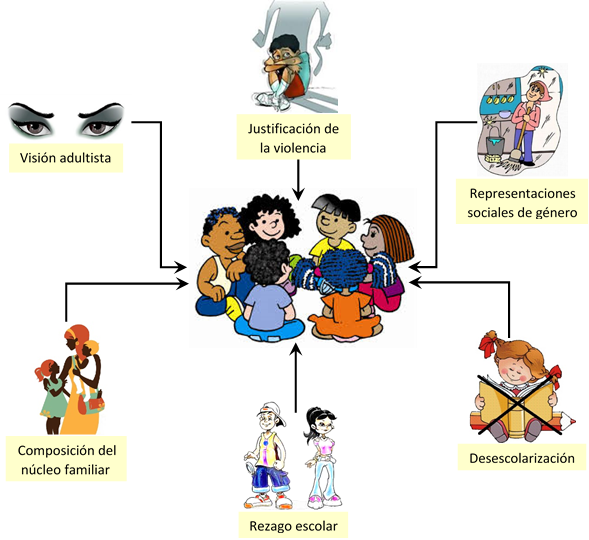 Justificación de
la violencia
Visión adultista
Representaciones
sociales de género
Composición del
núcleo familiar
Desescolarización
Rezago escolar